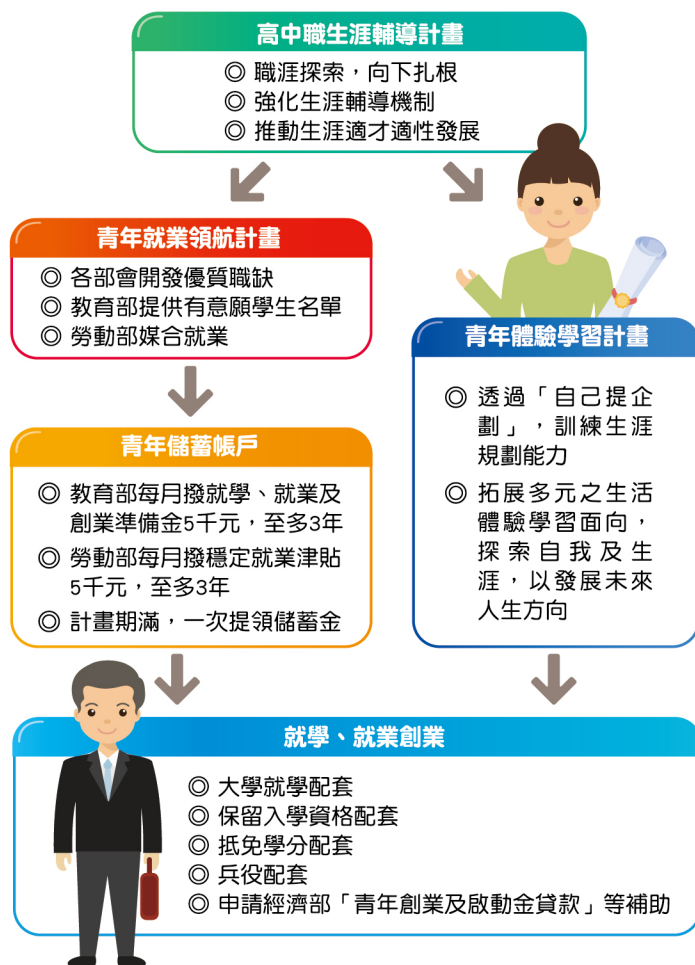 高中職生涯輔導計畫
◎ 職涯探索，向下扎根
◎ 強化生涯輔導機制
◎ 推動生涯適才適性發展
青年就業領航計畫
◎ 各部會開發優質職缺
◎ 教育部提供有意願學生名單
◎ 勞動部媒合就業
青年儲蓄帳戶
◎ 教育部每月撥就學、就業及
創業準備金5千元，至多3年
◎ 勞動部每月撥穩定就業津貼
5千元，至多3年
◎ 計畫期滿，一次提領儲蓄金
青年體驗學習計畫
◎ 透過「自己提企
劃」，訓練生涯
規劃能力
◎ 拓展多元之生活
體驗學習面向，
探索自我及生
涯，以發展未來
人生方向
就學、就業創業
◎ 大學就學配套
◎ 保留入學資格配套
◎ 抵免學分配套
◎ 兵役配套
◎ 申請經濟部「青年創業及啟動金貸款」等補助